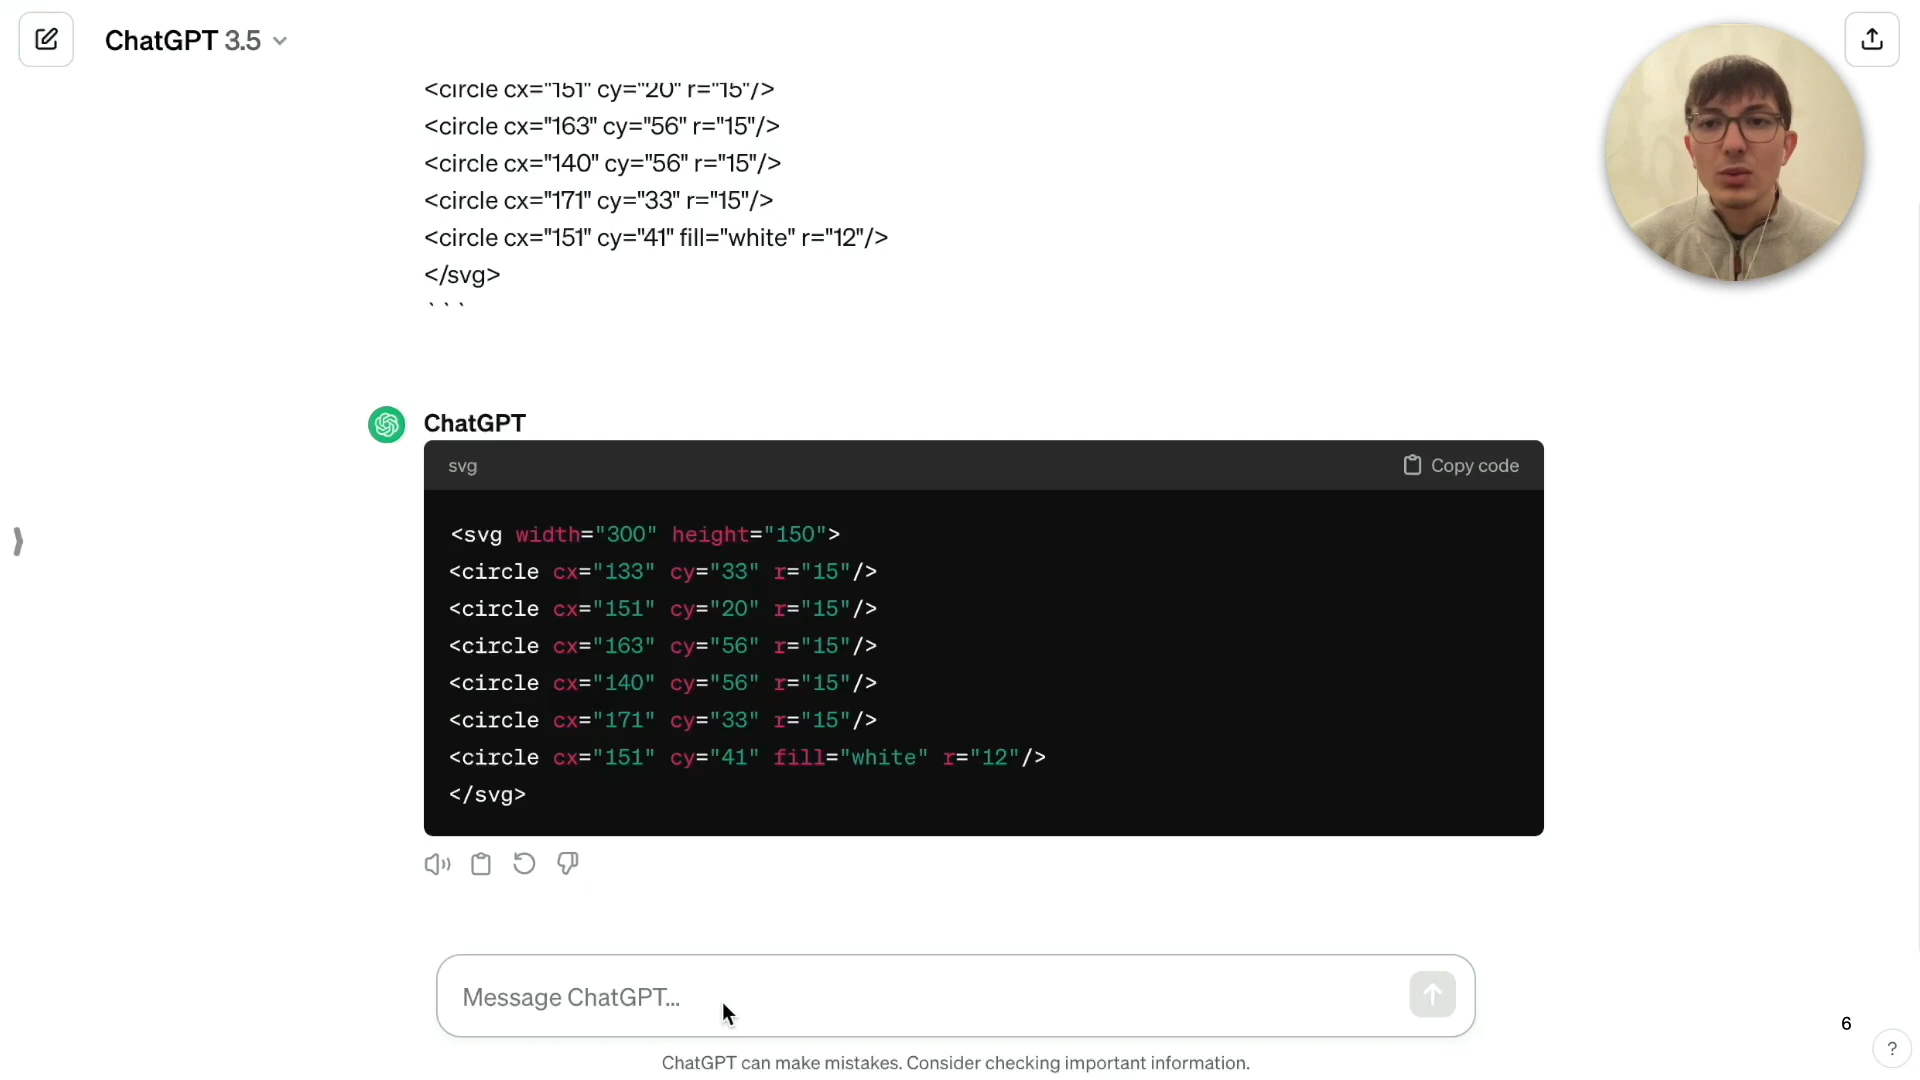 ChatGPT 3.5
<circle cx="151" cy="20" r="15"/>
<circle cx="163" cy="56" r="15"/>
<circle cx="140" cy="56" r="15"/>
<circle cx="171" cy="33" r="15"/>
<circle cx="151" cy="41" fill="white" r="12"/>
</svg>
```
ChatGPT
svg
Copy code
<svg width="300" height="150">
<circle cx="133" cy="33" r="15"/>
<circle cx="151" cy="20" r="15"/>
<circle cx="163" cy="56" r="15"/>
<circle cx="140" cy="56" r="15"/>
<circle cx="171" cy="33" r="15"/>
<circle cx="151" cy="41" fill="white" r="12"/>
</svg>
Message ChatGPT...
6
?
ChatGPT can make mistakes. Consider checking important information.